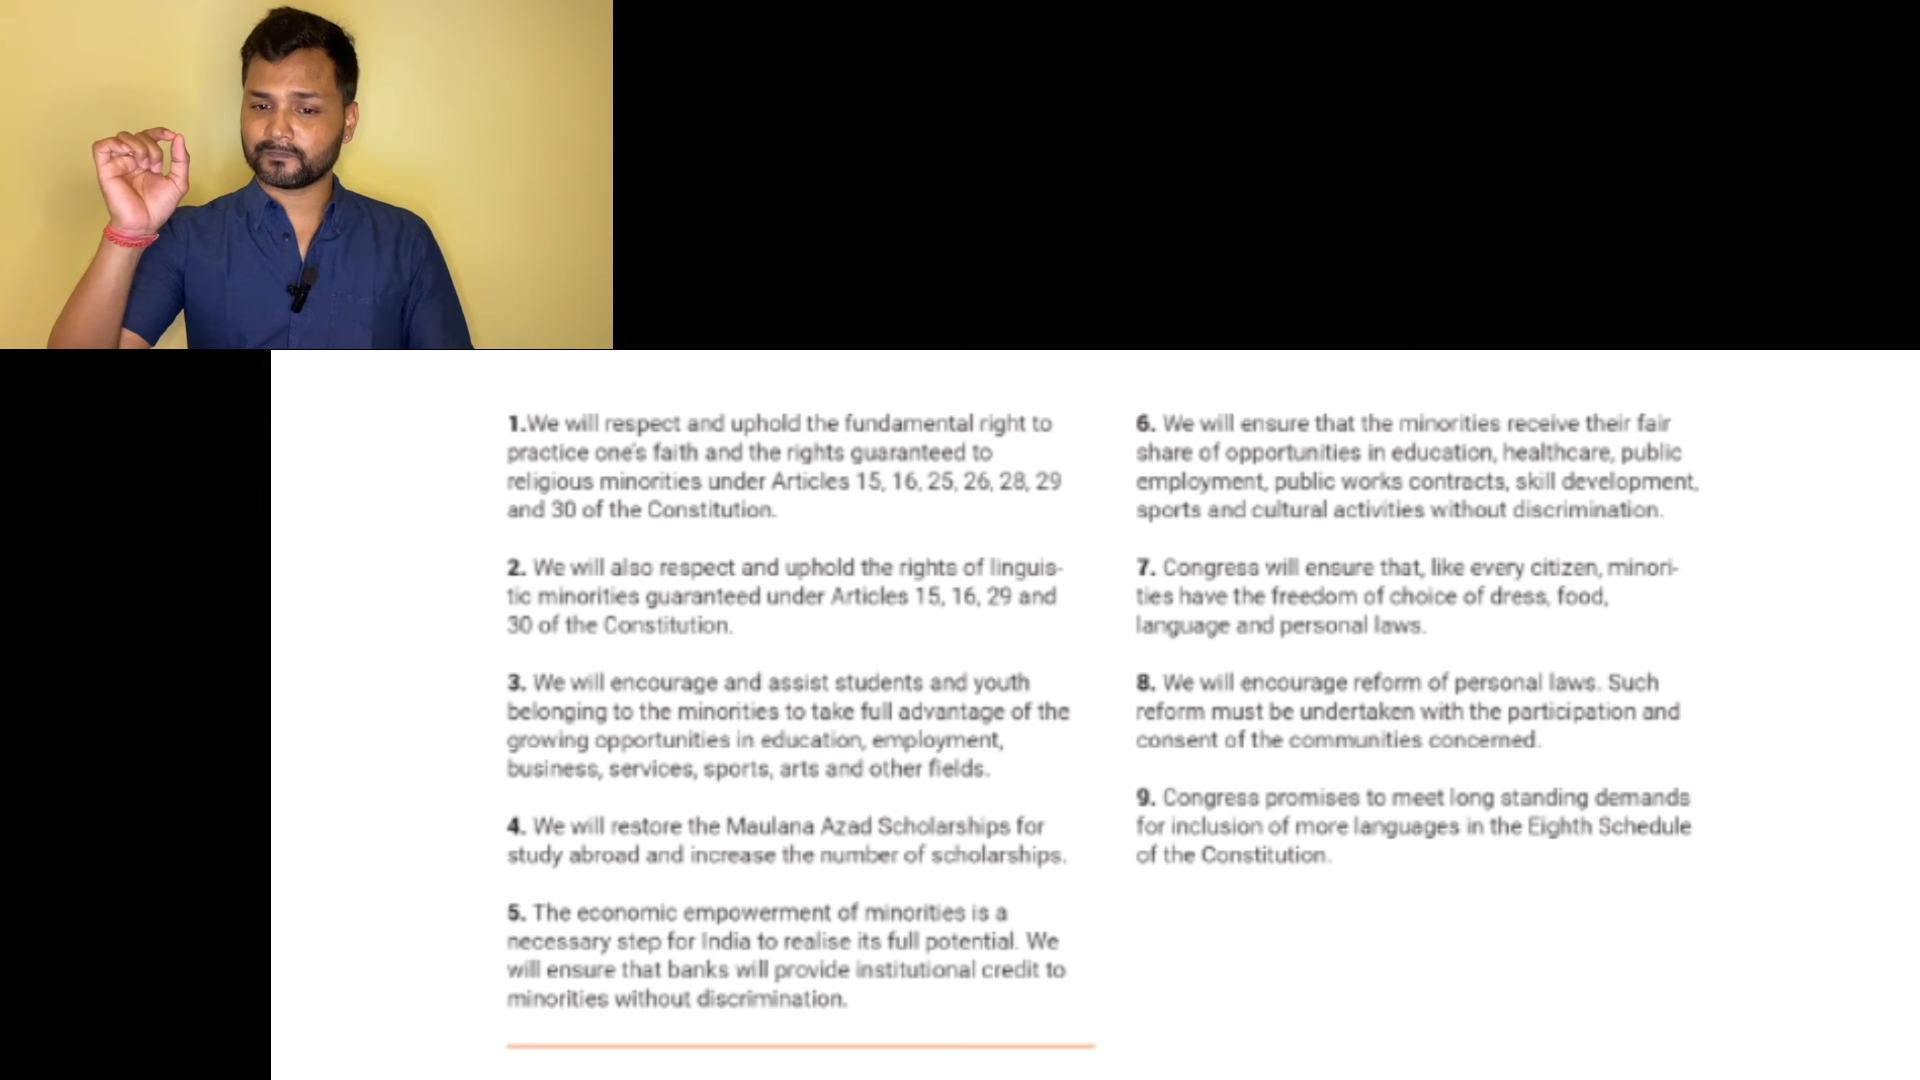 1.We will respect and uphold the fundamental right to
practice one's faith and the rights guaranteed to
religious minorities under Articles 15, 16, 25, 26, 28, 29
and 30 of the Constitution.
2. We will also respect and uphold the rights of linguis-
tic minorities guaranteed under Articles 15, 16, 29 and
30 of the Constitution.
3. We will encourage and assist students and youth
belonging to the minorities to take full advantage of the
growing opportunities in education, employment,
business, services, sports, arts and other fields.
4. We will restore the Maulana Azad Scholarships for
study abroad and increase the number of scholarships.
5. The economic empowerment of minorities is a
necessary step for India to realise its full potential. We
will ensure that banks will provide institutional credit to
minorities without discrimination.
6. We will ensure that the minorities receive their fair
share of opportunities in education, healthcare, public
employment, public works contracts, skill development,
sports and cultural activities without discrimination.
7. Congress will ensure that, like every citizen, minori-
ties have the freedom of choice of dress, food,
language and personal laws.
8. We will encourage reform of personal laws. Such
reform must be undertaken with the participation and
consent of the communities concerned.
9. Congress promises to meet long standing demands
for inclusion of more languages in the Eighth Schedule
of the Constitution.